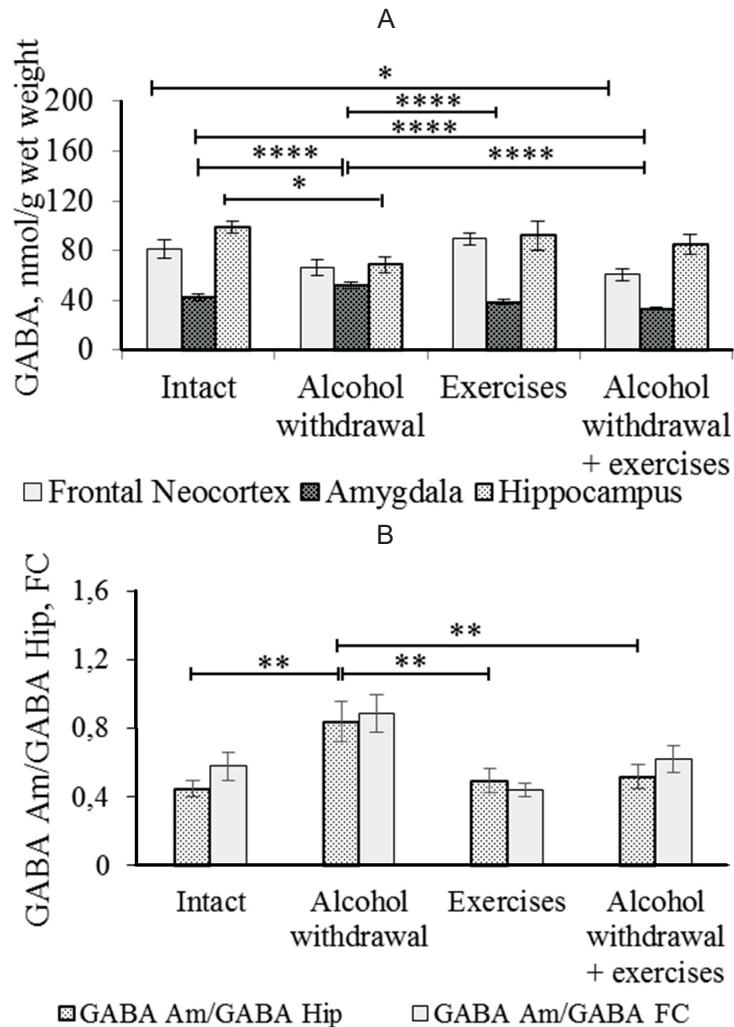 A
GABA, nmol/g wet weight
200
160
120
80
40
0
*
****
****
****
****
*
Intact
Alcohol withdrawal
Exercises
Alcohol withdrawal + exercises
Frontal Neocortex
Amygdala
Hippocampus
B
GABA Am/GABA Hip, FC
1,6
1,2
0,8
0,4
0
**
**
**
Intact
Alcohol withdrawal
Exercises
Alcohol withdrawal + exercises
GABA Am/GABA Hip
GABA Am/GABA FC